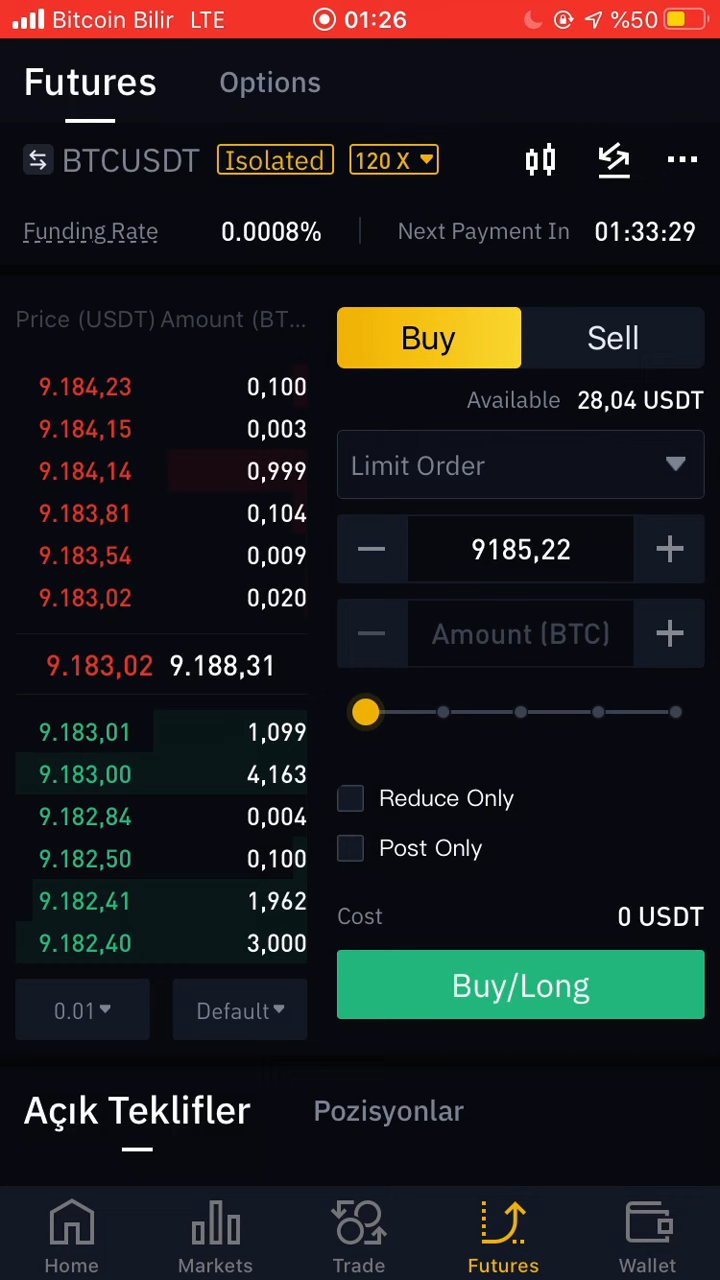 Bitcoin Bilir LTE 01:26 %50
Futures Options
BTCUSDT Isolated 120 X
Funding Rate 0.0008% Next Payment In 01:33:29
Price (USDT) Amount (BT...
9.184,23 0,100
9.184,15 0,003
9.184,14 0,999
9.183,81 0,104
9.183,54 0,009
9.183,02 0,020
9.183,02 9.188,31
9.183,01 1,099
9.183,00 4,163
9.182,84 0,004
9.182,50 0,100
9.182,41 1,962
9.182,40 3,000
0.01 Default
Buy Sell
Available 28,04 USDT
Limit Order
9185,22
Amount (BTC)
Reduce Only
Post Only
Cost 0 USDT
Buy/Long
Açık Teklifler Pozisyonlar
Home Markets Trade Futures Wallet